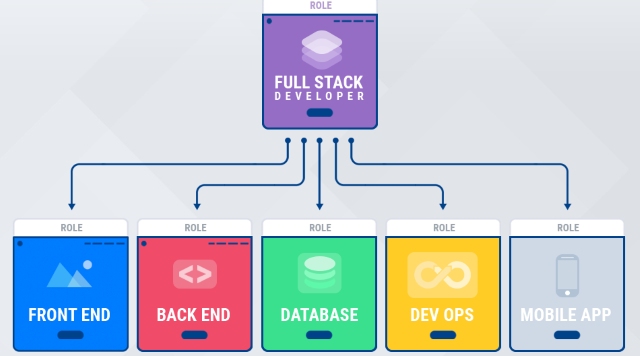 ROLE
FULL STACK
DEVELOPER
ROLE
FRONT END
ROLE
BACK END
ROLE
DATABASE
ROLE
DEV OPS
ROLE
MOBILE APP